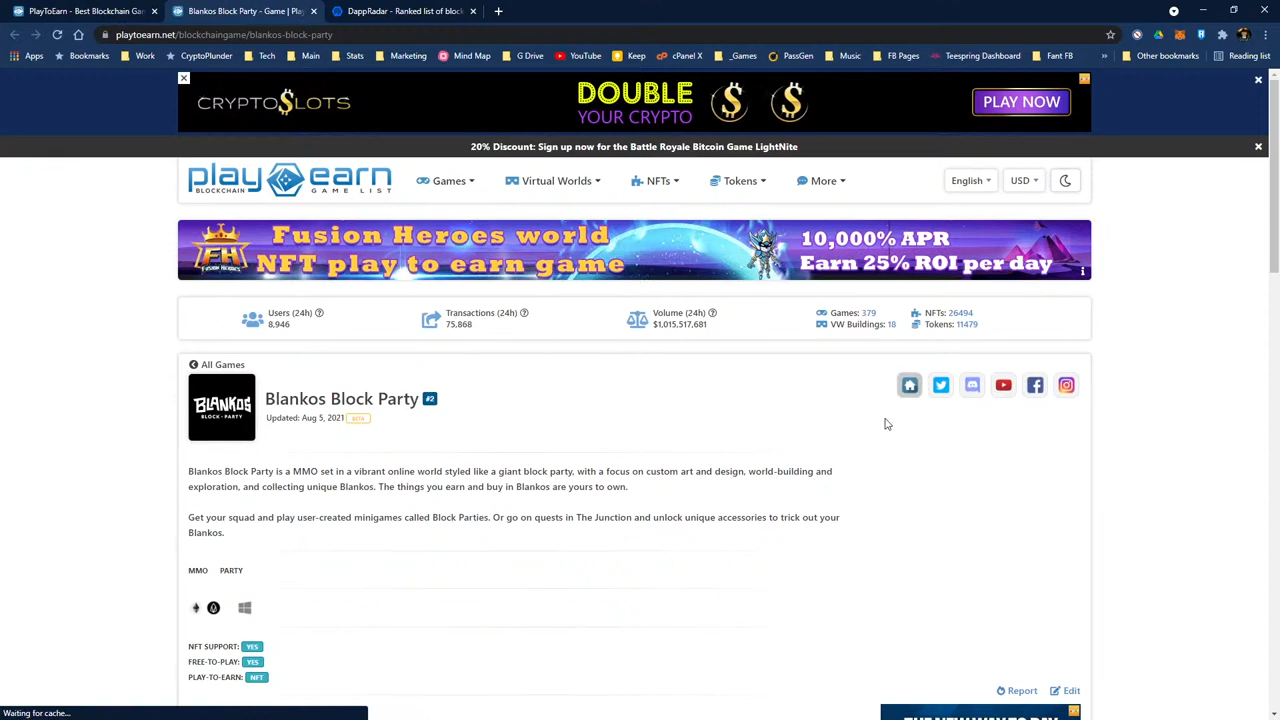 PlayToEarn - Best Blockchain Gam
Blankos Block Party - Game | Play
DappRadar - Ranked list of block
playtoearn.net/blockchaingame/blankos-block-party
Apps Bookmarks Work CryptoPlunder Tech Main Stats Marketing Mind Map G Drive YouTube Keep cPanel X _Games PassGen Music FB Pages Teespring Dashboard Fant FB » Other bookmarks Reading list
CRYPTO$LOTS
DOUBLE
YOUR CRYPTO
PLAY NOW
20% Discount: Sign up now for the Battle Royale Bitcoin Game LightNite
play earn
BLOCKCHAIN GAME LIST
Games Virtual Worlds NFTs Tokens More English USD
FH
FUSION HEROES
Fusion Heroes world
NFT play to earn game
10,000% APR
Earn 25% ROI per day
Users (24h)
8,946
Transactions (24h)
75,868
Volume (24h)
$1,015,517,681
Games: 379 NFTs: 26494
VW Buildings: 18 Tokens: 11479
All Games
BLANKOS
BLOCK·PARTY
Blankos Block Party #2
Updated: Aug 5, 2021 BETA
Blankos Block Party is a MMO set in a vibrant online world styled like a giant block party, with a focus on custom art and design, world-building and
exploration, and collecting unique Blankos. The things you earn and buy in Blankos are yours to own.
Get your squad and play user-created minigames called Block Parties. Or go on quests in The Junction and unlock unique accessories to trick out your
Blankos.
MMO PARTY
NFT SUPPORT: YES
FREE-TO-PLAY: YES
PLAY-TO-EARN: NFT
Report Edit
Waiting for cache...